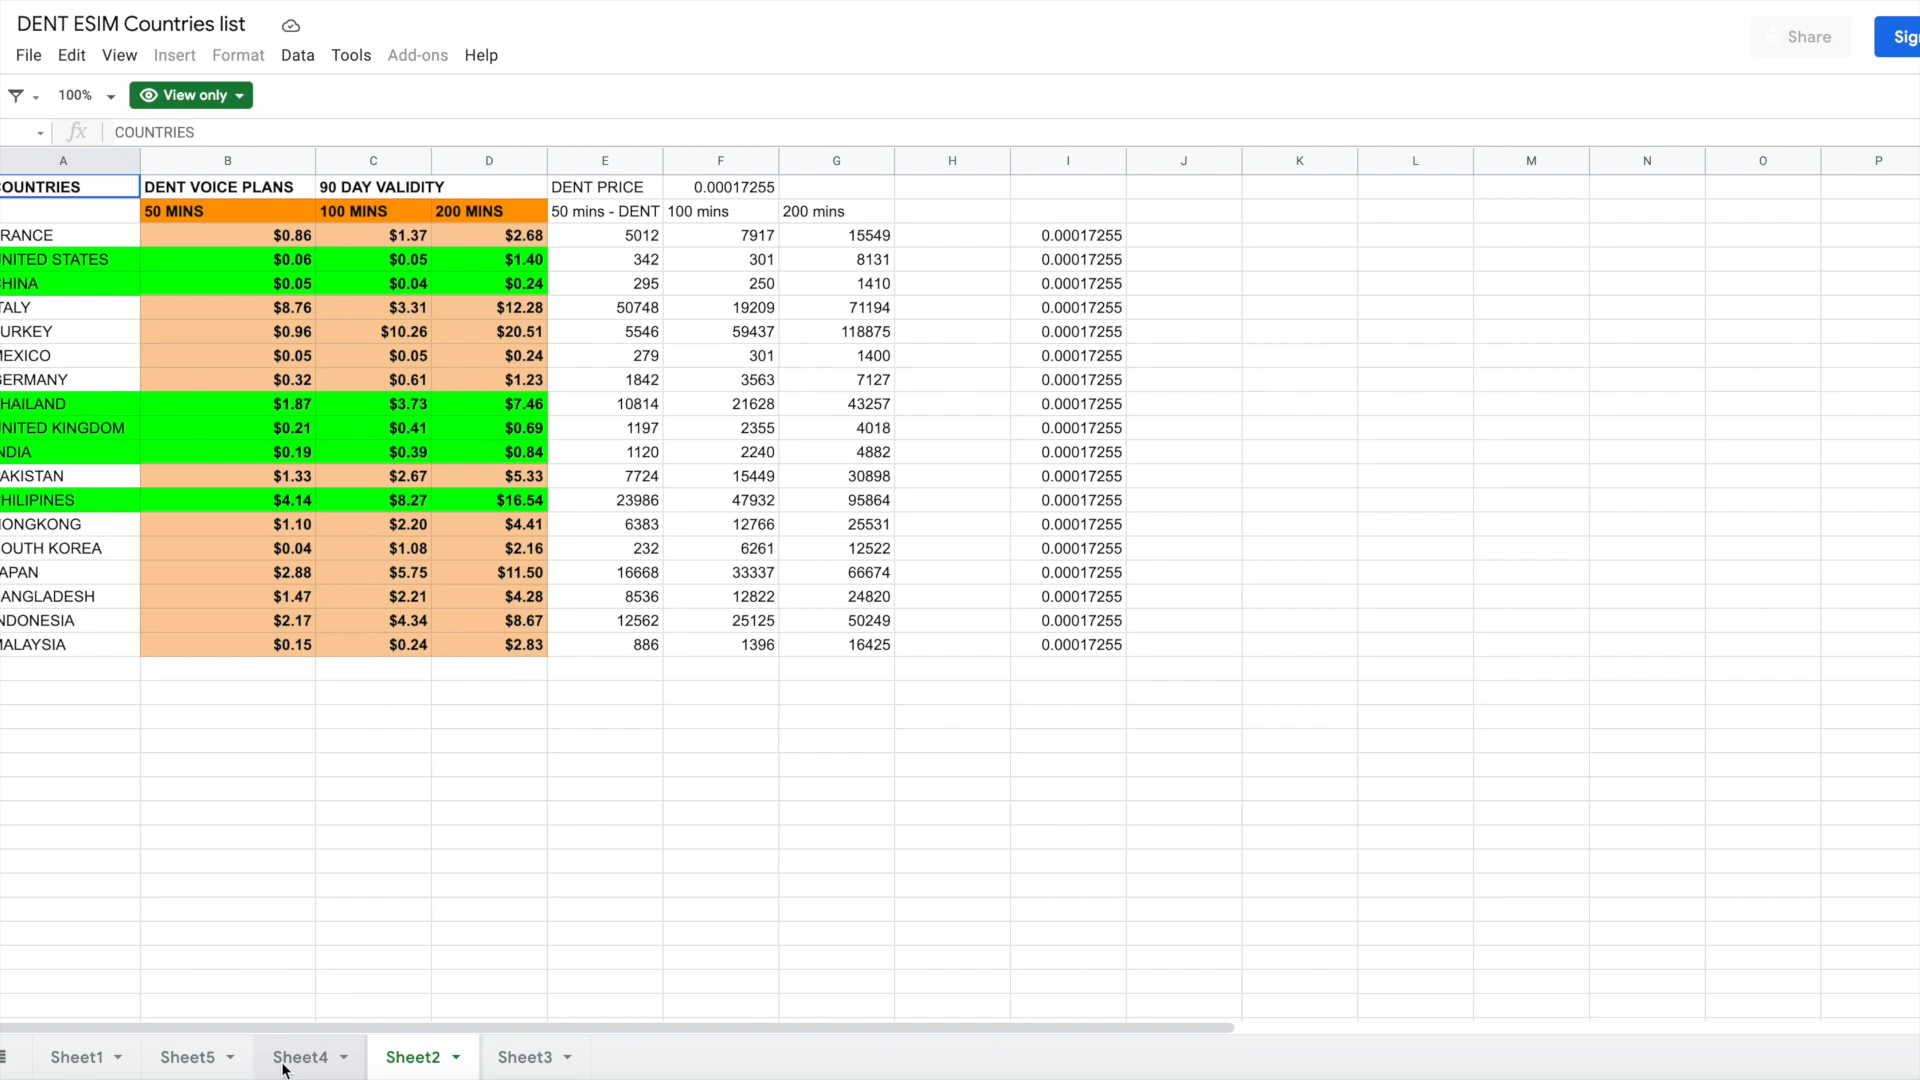 DENT ESIM Countries list
File Edit View Insert Format Data Tools Add-ons Help
Share Sig
100% View only
fx COUNTRIES
A B C D E F G H I J K L M N O P
OUNTRIES DENT VOICE PLANS 90 DAY VALIDITY DENT PRICE 0.00017255
50 MINS 100 MINS 200 MINS 50 mins - DENT 100 mins 200 mins
RANCE $0.86 $1.37 $2.68 5012 7917 15549 0.00017255
NITED STATES $0.06 $0.05 $1.40 342 301 8131 0.00017255
HINA $0.05 $0.04 $0.24 295 250 1410 0.00017255
TALY $8.76 $3.31 $12.28 50748 19209 71194 0.00017255
URKEY $0.96 $10.26 $20.51 5546 59437 118875 0.00017255
MEXICO $0.05 $0.05 $0.24 279 301 1400 0.00017255
GERMANY $0.32 $0.61 $1.23 1842 3563 7127 0.00017255
HAILAND $1.87 $3.73 $7.46 10814 21628 43257 0.00017255
NITED KINGDOM $0.21 $0.41 $0.69 1197 2355 4018 0.00017255
NDIA $0.19 $0.39 $0.84 1120 2240 4882 0.00017255
AKISTAN $1.33 $2.67 $5.33 7724 15449 30898 0.00017255
HILIPINES $4.14 $8.27 $16.54 23986 47932 95864 0.00017255
ONGKONG $1.10 $2.20 $4.41 6383 12766 25531 0.00017255
OUTH KOREA $0.04 $1.08 $2.16 232 6261 12522 0.00017255
APAN $2.88 $5.75 $11.50 16668 33337 66674 0.00017255
ANGLADESH $1.47 $2.21 $4.28 8536 12822 24820 0.00017255
NDONESIA $2.17 $4.34 $8.67 12562 25125 50249 0.00017255
MALAYSIA $0.15 $0.24 $2.83 886 1396 16425 0.00017255
Sheet1 Sheet5 Sheet4 Sheet2 Sheet3